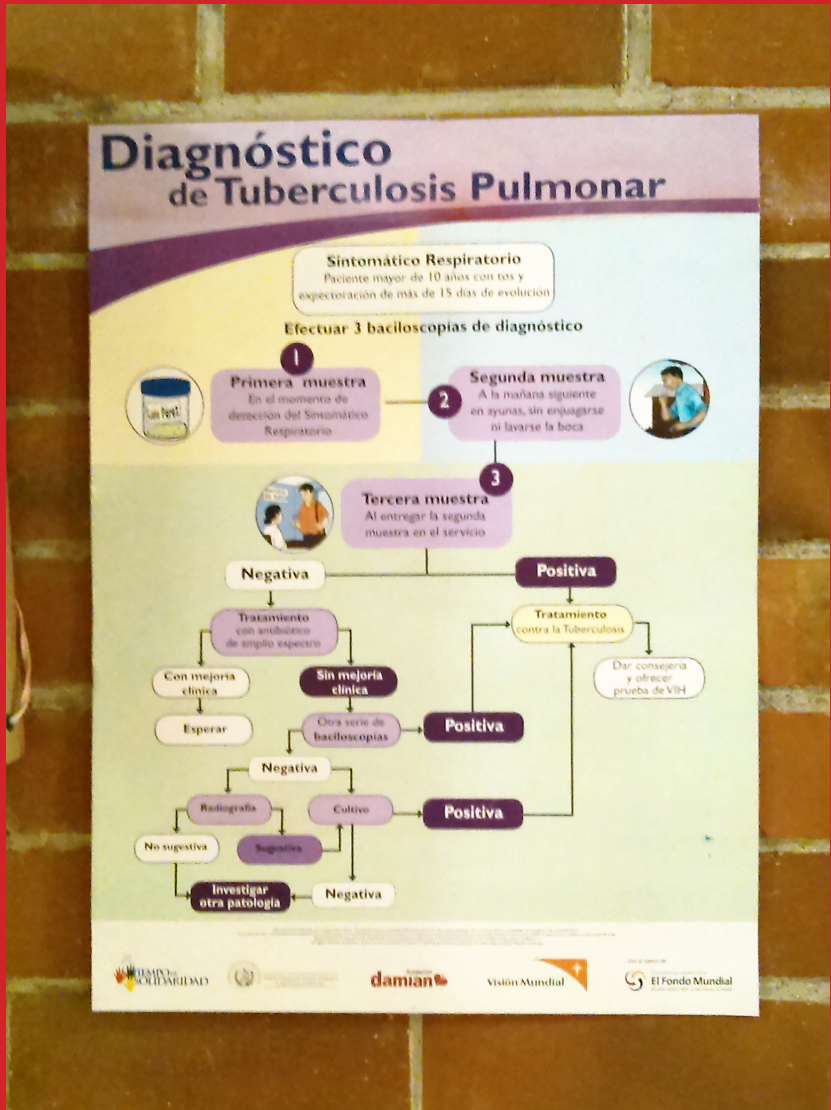 Diagnóstico
de Tuberculosis Pulmonar
Sintomático Respiratorio
Paciente mayor de 10 años con tos y
expectoración de más de 15 días de evolución
Efectuar 3 baciloscopías de diagnóstico
1
Primera muestra
En el momento de
detección del Sintomático
Respiratorio
2
Segunda muestra
A la mañana siguiente
en ayunas, sin enjuagarse
ni lavarse la boca
3
Tercera muestra
Al entregar la segunda
muestra en el servicio
Negativa
Positiva
Tratamiento
con antibiótico
de amplio espectro
Tratamiento
contra la Tuberculosis
Con mejoría
clínica
Sin mejoría
clínica
Dar consejería
y ofrecer
prueba de VIH
Esperar
Otra serie de
baciloscopías
Positiva
Negativa
Radiografía
Cultivo
Positiva
No sugestiva
Sugestiva
Investigar
otra patología
Negativa
TIEMPO DE
SOLIDARIDAD
damian
Visión Mundial
El Fondo Mundial